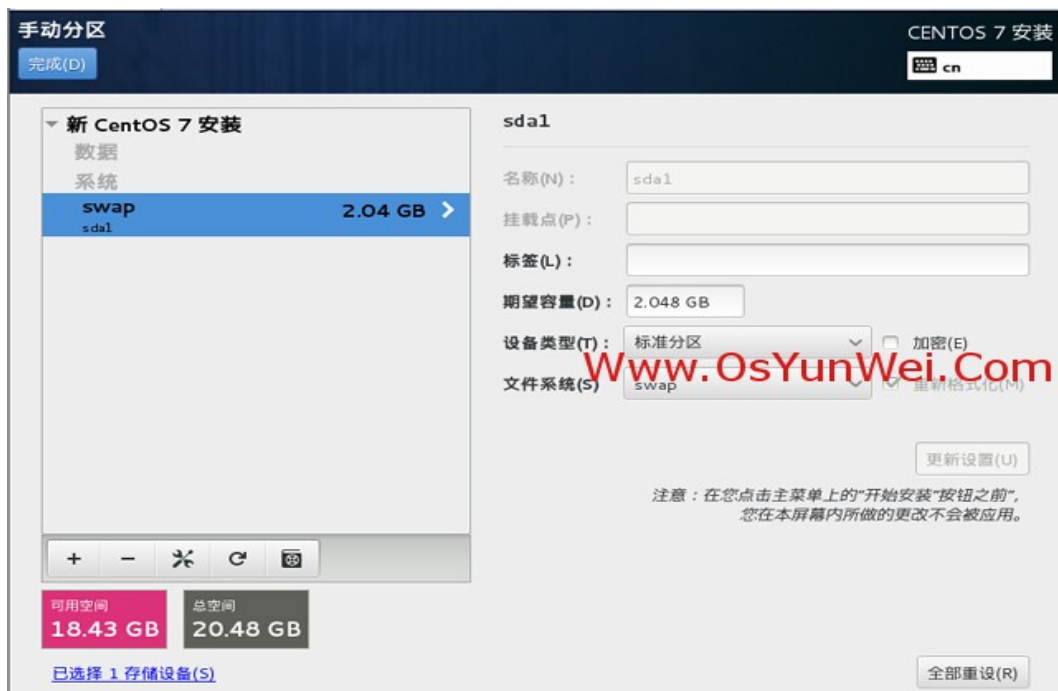 手动分区
CENTOS 7 安装
完成(D)
cn
新 CentOS 7 安装
数据
系统
swap 2.04 GB
sda1
sda1
名称(N)： sda1
挂载点(P)：
标签(L)：
期望容量(D)： 2.048 GB
设备类型(T)： 标准分区 加密(E)
Www.OsYunWei.Com
文件系统(S) swap 重新格式化(M)
更新设置(U)
注意：在您点击主菜单上的"开始安装"按钮之前",
您在本屏幕内所做的更改不会被应用。
+ −
可用空间
18.43 GB
总空间
20.48 GB
已选择 1 存储设备(S)
全部重设(R)